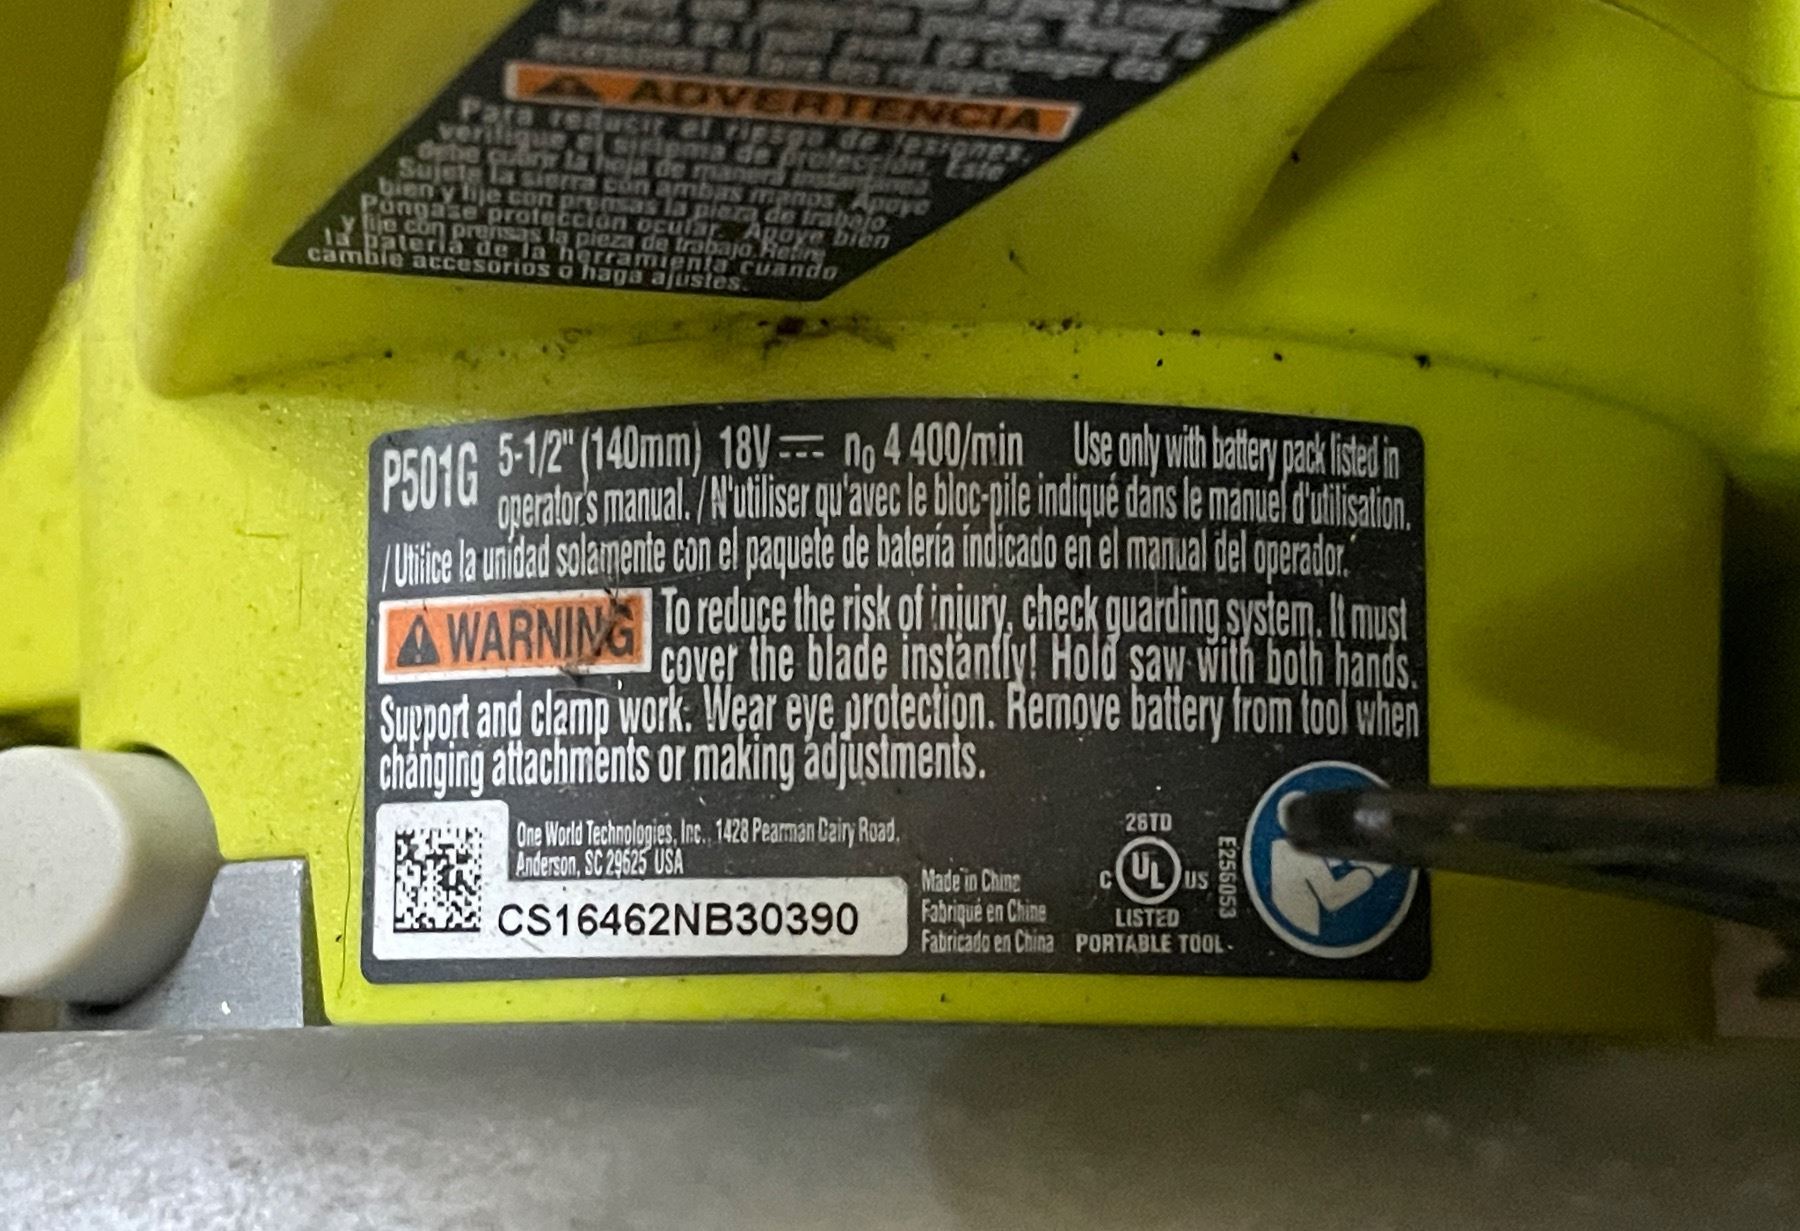 ADVERTENCIA
Para reducir el riesgo de lesiones,
verifique el sistema de protección. Este
debe cubrir la hoja de manera instantánea
Sujete la sierra con ambas manos. Apoye
bien y fije con prensas la pieza de trabajo.
Póngase protección ocular. Apoye bien
y fije con prensas la pieza de trabajo. Retire
la batería de la herramienta cuando
cambie accesorios o haga ajustes.
P501G 5-1/2" (140mm) 18V n₀ 4 400/min Use only with battery pack listed in
operator's manual. / N'utiliser qu'avec le bloc-pile indiqué dans le manuel d'utilisation.
/ Utilice la unidad solamente con el paquete de batería indicado en el manual del operador.
WARNING To reduce the risk of injury, check guarding system. It must
cover the blade instantly! Hold saw with both hands.
Support and clamp work. Wear eye protection. Remove battery from tool when
changing attachments or making adjustments.
One World Technologies, Inc., 1428 Pearman Dairy Road,
Anderson, SC 29625 USA
CS16462NB30390
Made in China
Fabriqué en Chine
Fabricado en China
26TD
C UL US
LISTED
PORTABLE TOOL
E256053